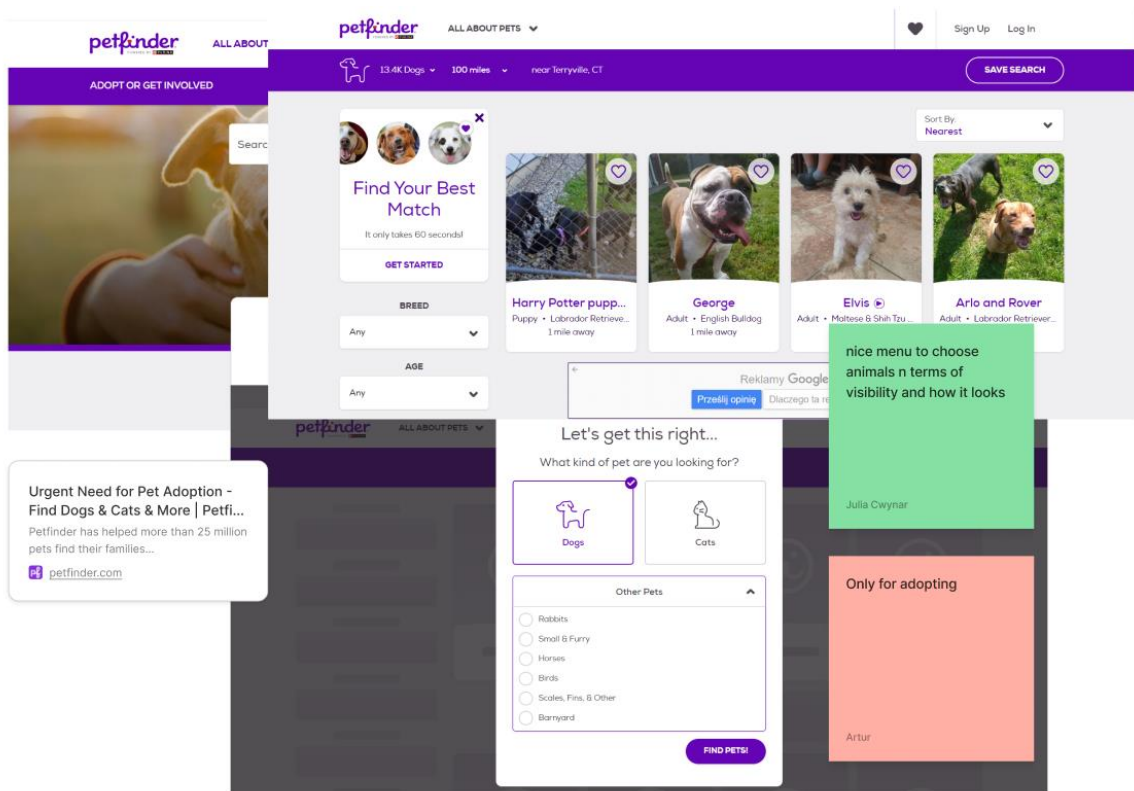 petfinder
ALL ABOUT
ADOPT OR GET INVOLVED
Searc
petfinder
ALL ABOUT PETS
Sign Up Log In
13.4K Dogs 100 miles near Terryville, CT
SAVE SEARCH
Sort By:
Nearest
Find Your Best
Match
It only takes 60 seconds!
GET STARTED
BREED
Any
AGE
Any
Harry Potter pupp...
Puppy • Labrador Retrieve...
1 mile away
George
Adult • English Bulldog
1 mile away
Elvis
Adult • Maltese & Shih Tzu ...
Arlo and Rover
Adult • Labrador Retriever...
Reklamy Google
Prześlij opinię Dlaczego ta re
nice menu to choose
animals n terms of
visibility and how it looks
Julia Cwynar
Urgent Need for Pet Adoption -
Find Dogs & Cats & More | Petfi...
Petfinder has helped more than 25 million
pets find their families...
petfinder.com
petfinder
ALL ABOUT PETS
Let's get this right...
What kind of pet are you looking for?
Dogs
Cats
Other Pets
Rabbits
Small & Furry
Horses
Birds
Scales, Fins, & Other
Barnyard
FIND PETS!
Only for adopting
Artur